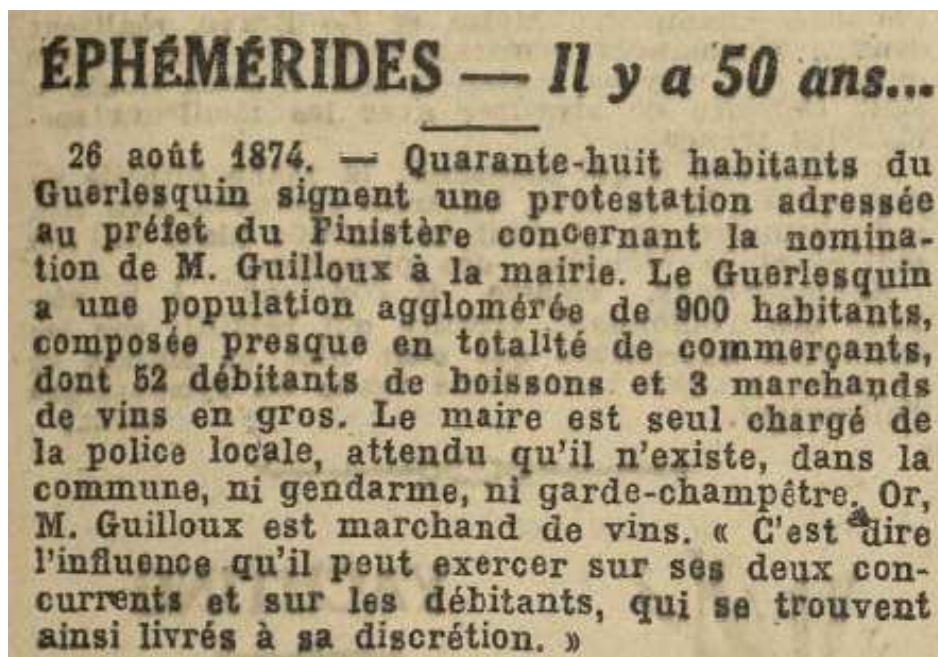 ÉPHÉMÉRIDES — Il y a 50 ans...
26 août 1874. — Quarante-huit habitants du
Guerlesquin signent une protestation adressée
au préfet du Finistère concernant la nomina-
tion de M. Guilloux à la mairie. Le Guerlesquin
a une population agglomérée de 900 habitants,
composée presque en totalité de commerçants,
dont 52 débitants de boissons et 3 marchands
de vins en gros. Le maire est seul chargé de
la police locale, attendu qu'il n'existe, dans la
commune, ni gendarme, ni garde-champêtre. Or,
M. Guilloux est marchand de vins. « C'est à dire
l'influence qu'il peut exercer sur ses deux con-
currents et sur les débitants, qui se trouvent
ainsi livrés à sa discrétion. »